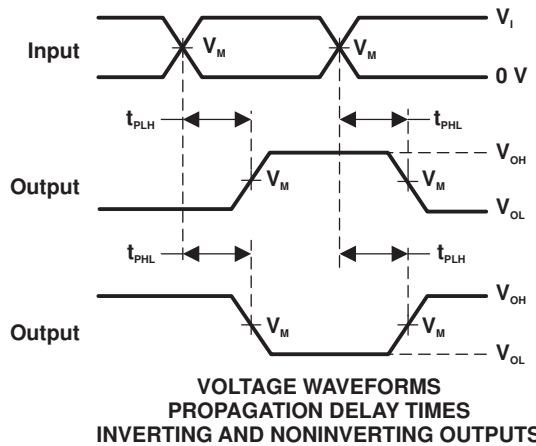 V_I
Input
V_M
V_M
0 V
t_PLH
t_PHL
V_OH
Output
V_M
V_M
V_OL
t_PHL
t_PLH
V_OH
Output
V_M
V_M
V_OL
VOLTAGE WAVEFORMS
PROPAGATION DELAY TIMES
INVERTING AND NONINVERTING OUTPUTS